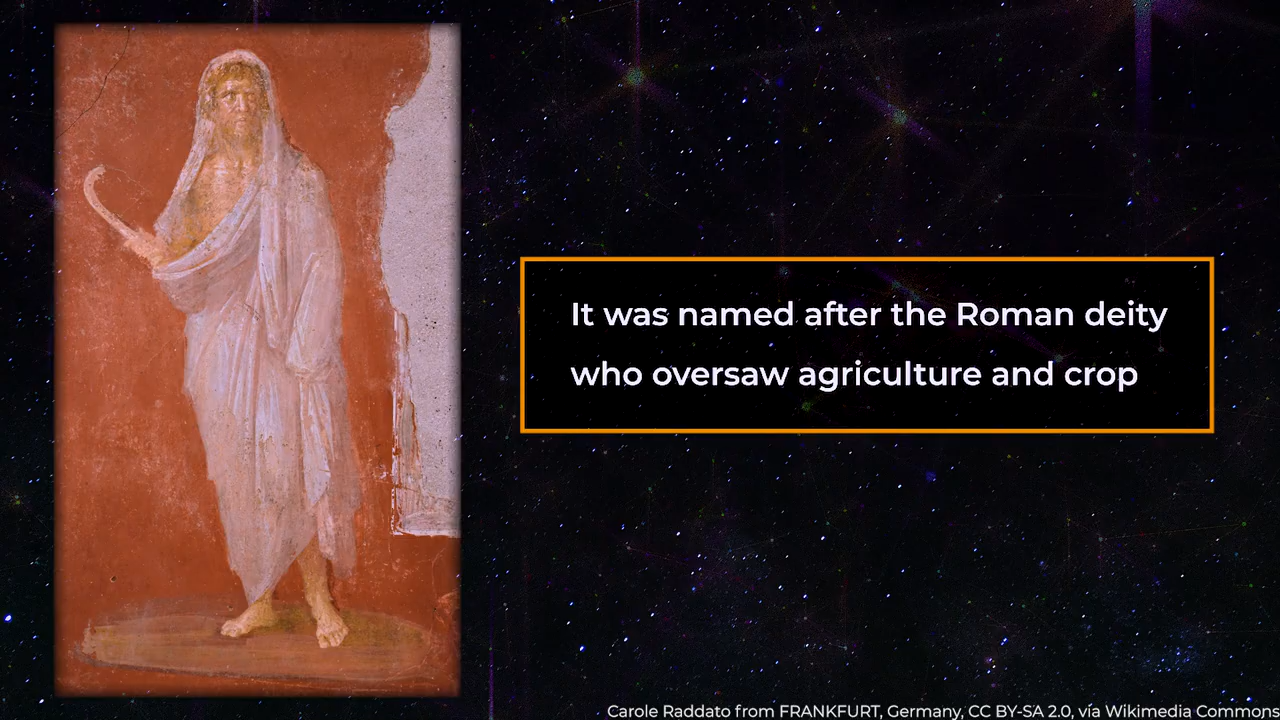 It was named after the Roman deity
who oversaw agriculture and crop
Carole Raddato from FRANKFURT, Germany, CC BY-SA 2.0, via Wikimedia Commons